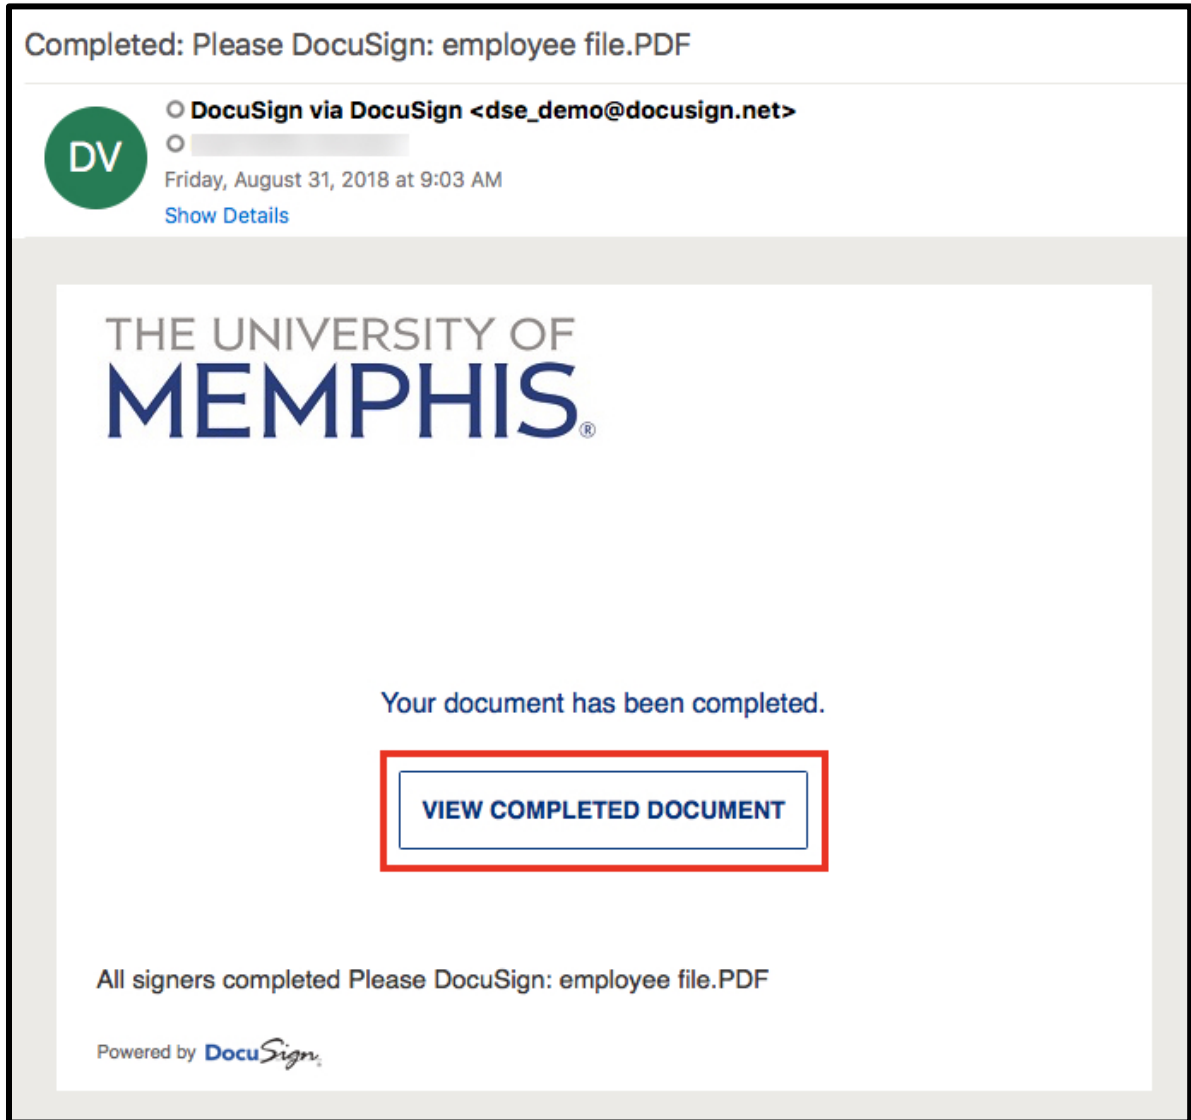 Completed: Please DocuSign: employee file.PDF
DocuSign via DocuSign <dse_demo@docusign.net>
DV
Friday, August 31, 2018 at 9:03 AM
Show Details
THE UNIVERSITY OF
MEMPHIS®
Your document has been completed.
VIEW COMPLETED DOCUMENT
All signers completed Please DocuSign: employee file.PDF
Powered by DocuSign